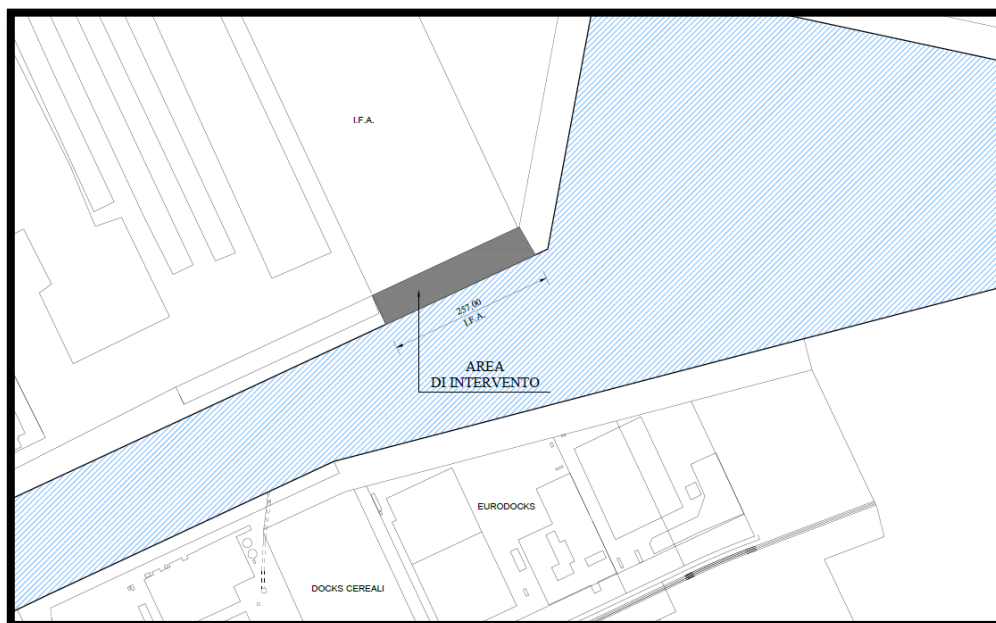 I.F.A.
257.00
I.F.A.
AREA
DI INTERVENTO
EURODOCKS
DOCKS CEREALI